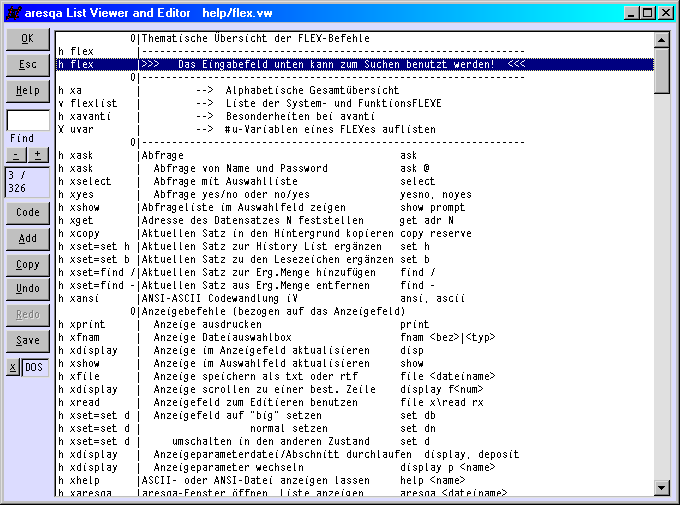 aresqa List Viewer and Editor   help/flex.vw
OK
Esc
Help
Find
- +
3 /
326
Code
Add
Copy
Undo
Redo
Save
x DOS
0|Thematische Übersicht der FLEX-Befehle
h flex |-------------------------------------------------------------
h flex |>>>   Das Eingabefeld unten kann zum Suchen benutzt werden!  <<<
0|-------------------------------------------------------------
h xa | --> Alphabetische Gesamtübersicht
v flexlist | --> Liste der System- und FunktionsFLEXE
h xavanti | --> Besonderheiten bei avanti
X uvar | --> #u-Variablen eines FLEXes auflisten
0|-------------------------------------------------------------
h xask |Abfrage ask
h xask | Abfrage von Name und Password ask @
h xselect | Abfrage mit Auswahlliste select
h xyes | Abfrage yes/no oder no/yes yesno, noyes
h xshow |Abfrageliste im Auswahlfeld zeigen show prompt
h xget |Adresse des Datensatzes N feststellen get adr N
h xcopy |Aktuellen Satz in den Hintergrund kopieren copy reserve
h xset=set h |Aktuellen Satz zur History List ergänzen set h
h xset=set b |Aktuellen Satz zu den Lesezeichen ergänzen set b
h xset=find /|Aktuellen Satz zur Erg.Menge hinzufügen find /
h xset=find -|Aktuellen Satz aus Erg.Menge entfernen find -
h xansi |ANSI-ASCII Codewandlung iV ansi, ascii
0|Anzeigebefehle (bezogen auf das Anzeigefeld)
h xprint | Anzeige ausdrucken print
h xfnam | Anzeige Dateiauswahlbox fnam <bez>|<typ>
h xdisplay | Anzeige im Anzeigefeld aktualisieren disp
h xshow | Anzeige im Auswahlfeld aktualisieren show
h xfile | Anzeige speichern als txt oder rtf file <dateiname>
h xdisplay | Anzeige scrollen zu einer best. Zeile display f<num>
h xread | Anzeigefeld zum Editieren benutzen file x\read rx
h xset=set d | Anzeigefeld auf "big" setzen set db
h xset=set d | normal setzen set dn
h xset=set d | umschalten in den anderen Zustand set d
h xdisplay | Anzeigeparameterdatei/Abschnitt durchlaufen display, deposit
h xdisplay | Anzeigeparameter wechseln display p <name>
h xhelp |ASCII- oder ANSI-Datei anzeigen lassen help <name>
h xaresqa |aresqa-Fenster öffnen, Liste anzeigen aresqa <dateiname>